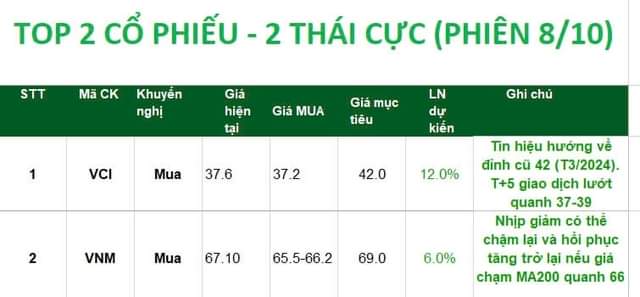 TOP 2 CỔ PHIẾU - 2 THÁI CỰC (PHIÊN 8/10)
STT Mã CK Khuyến nghị Giá hiện tại Giá MUA Giá mục tiêu LN dự kiến Ghi chú
1 VCI Mua 37.6 37.2 42.0 12.0% Tín hiệu hướng về
đỉnh cũ 42 (T3/2024).
T+5 giao dịch lướt
quanh 37-39
2 VNM Mua 67.10 65.5-66.2 69.0 6.0% Nhịp giảm có thể
chậm lại và hồi phục
tăng trở lại nếu giá
chạm MA200 quanh 66